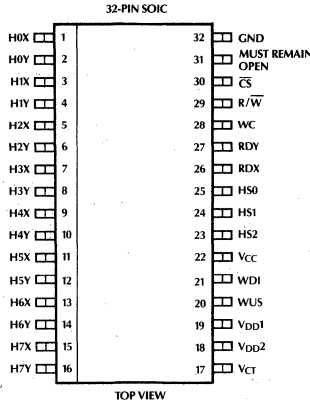 32-PIN SOIC
H0X 1 32 GND
H0Y 2 31 MUST REMAIN OPEN
H1X 3 30 C̅S̅
H1Y 4 29 R/W̅
H2X 5 28 WC
H2Y 6 27 RDY
H3X 7 26 RDX
H3Y 8 25 HS0
H4X 9 24 HS1
H4Y 10 23 HS2
H5X 11 22 VCC
H5Y 12 21 WDI
H6X 13 20 WUS
H6Y 14 19 VDD1
H7X 15 18 VDD2
H7Y 16 17 VCT
TOP VIEW